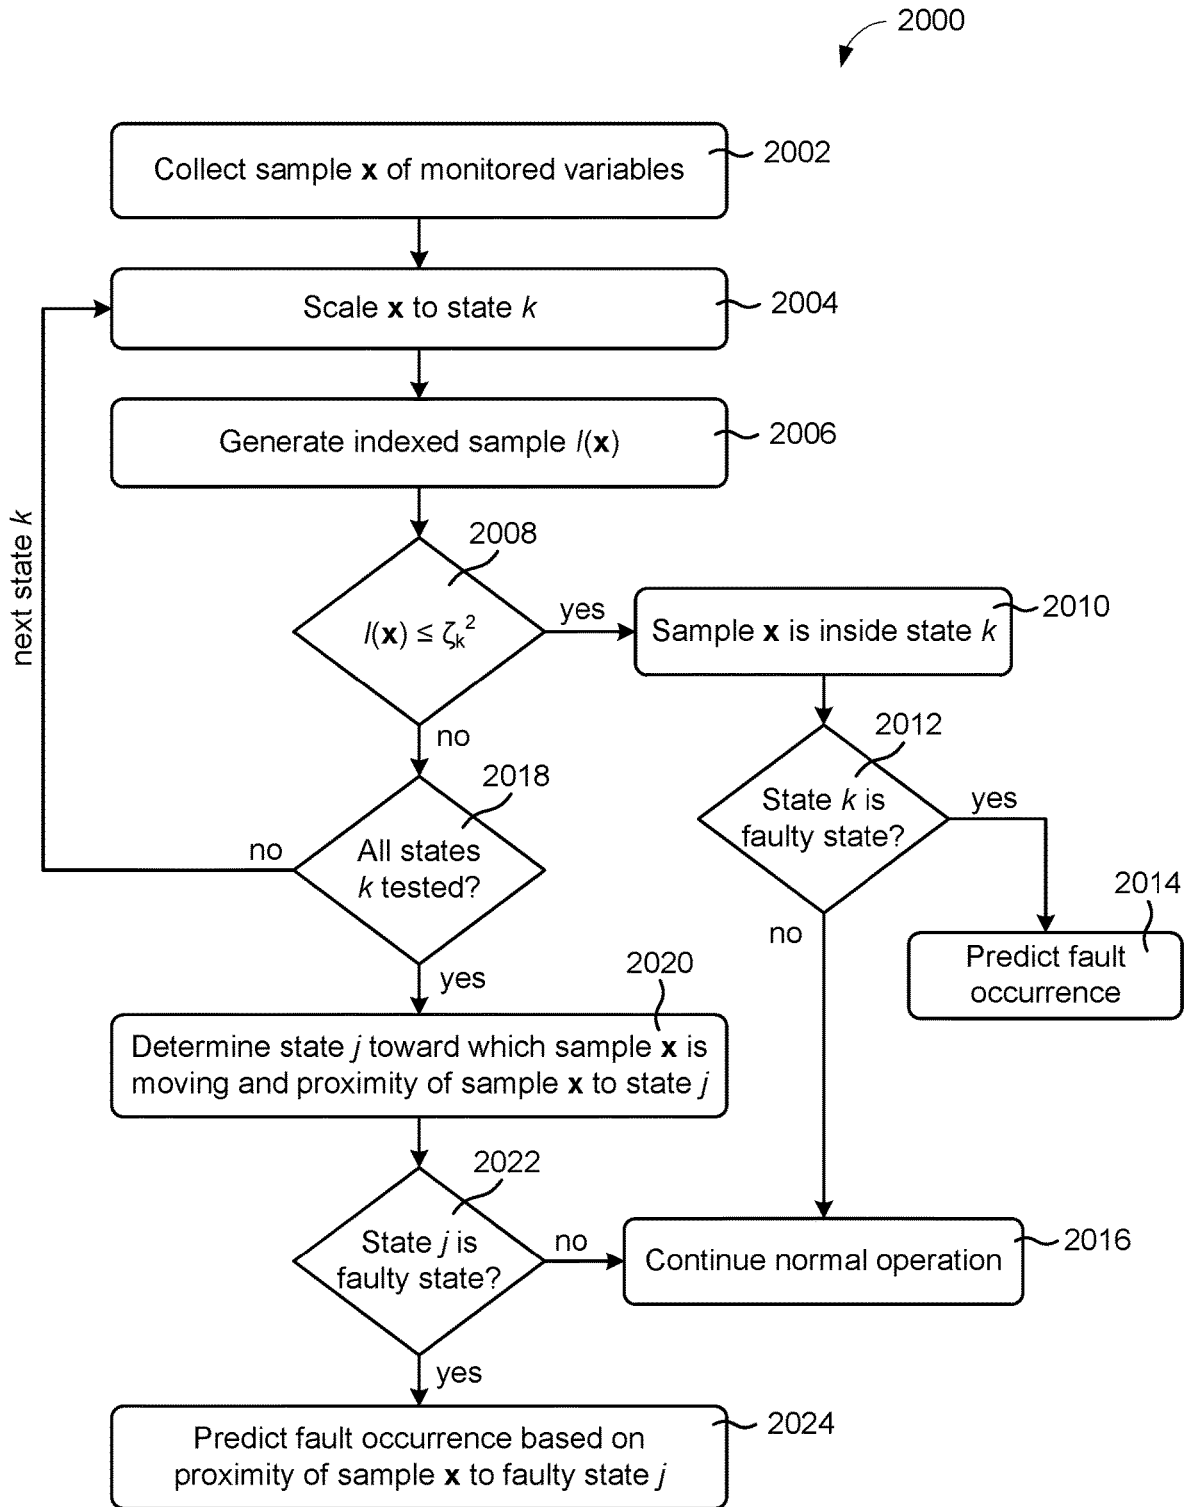 2000
Collect sample x of monitored variables
2002
Scale x to state k
2004
Generate indexed sample I(x)
2006
next state k
2008
I(x) ≤ ζk²
yes
Sample x is inside state k
2010
no
2012
State k is
faulty state?
yes
2018
All states
k tested?
no
2014
Predict fault
occurrence
no
yes
2020
Determine state j toward which sample x is
moving and proximity of sample x to state j
2022
State j is
faulty state?
no
Continue normal operation
2016
yes
Predict fault occurrence based on
proximity of sample x to faulty state j
2024